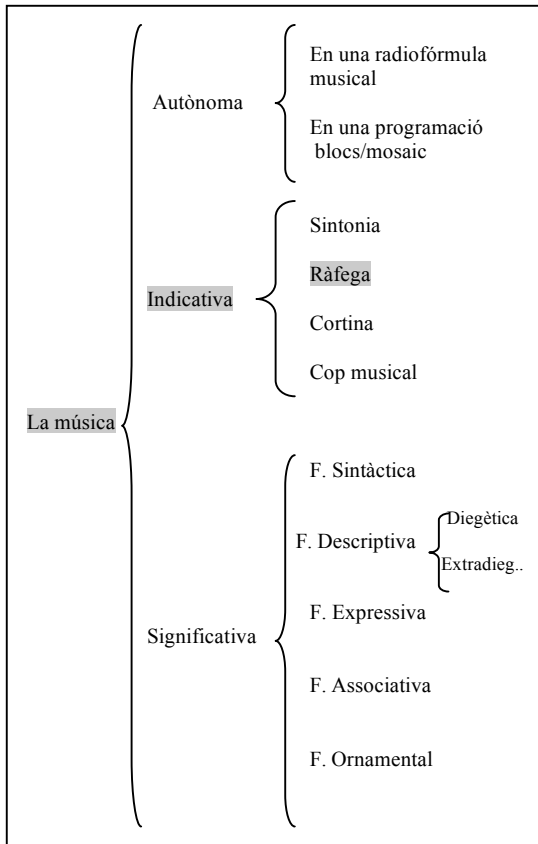 La música
Autònoma
En una radiofórmula
musical
En una programació
blocs/mosaic
Indicativa
Sintonia
Ràfega
Cortina
Cop musical
Significativa
F. Sintàctica
F. Descriptiva
Diegètica
Extradieg..
F. Expressiva
F. Associativa
F. Ornamental